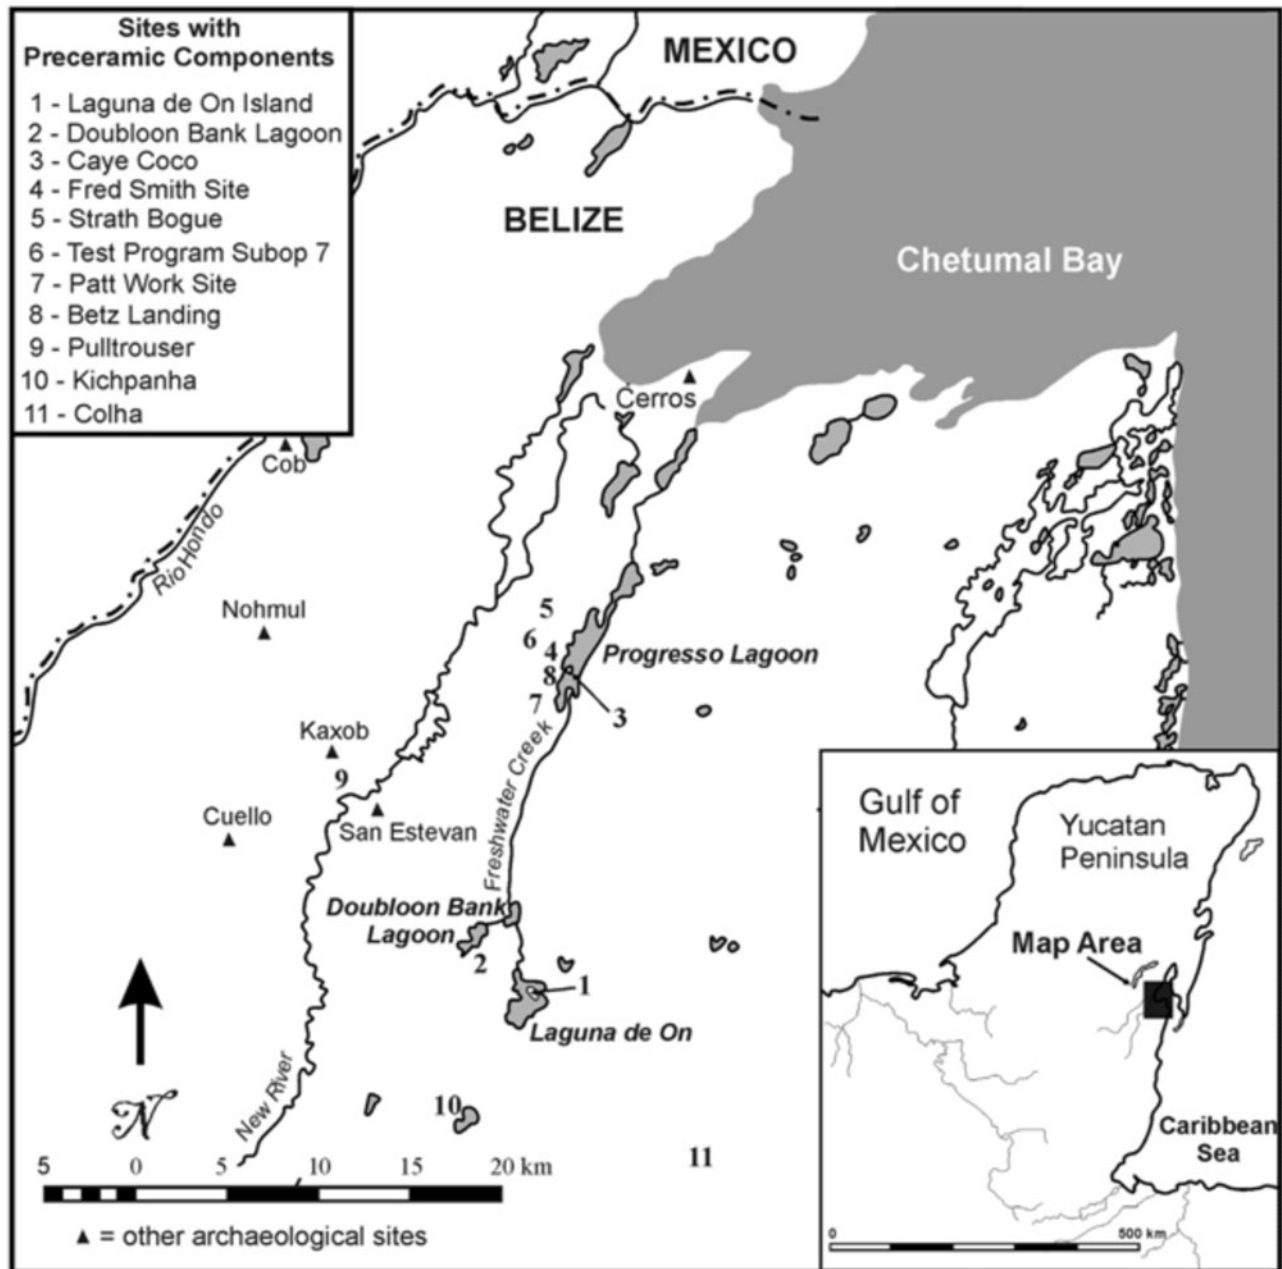 Sites with
Preceramic Components
1 - Laguna de On Island
2 - Doubloon Bank Lagoon
3 - Caye Coco
4 - Fred Smith Site
5 - Strath Bogue
6 - Test Program Subop 7
7 - Patt Work Site
8 - Betz Landing
9 - Pulltrouser
10 - Kichpanha
11 - Colha
MEXICO
BELIZE
Chetumal Bay
Cerros
Cob
Rio Hondo
Nohmul
5
6
4
8
7
3
Progresso Lagoon
Kaxob
9
Cuello
San Estevan
Freshwater Creek
Doubloon Bank
Lagoon
2
1
Laguna de On
New River
10
11
N
5 0 5 10 15 20 km
▲ = other archaeological sites
Gulf of
Mexico
Yucatan
Peninsula
Map Area
Caribbean
Sea
0 500 km